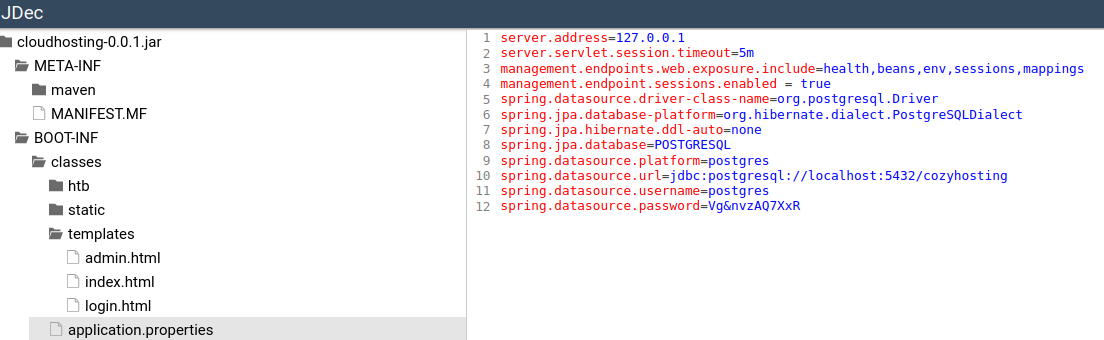 JDec
cloudhosting-0.0.1.jar
META-INF
maven
MANIFEST.MF
BOOT-INF
classes
htb
static
templates
admin.html
index.html
login.html
application.properties
1 server.address=127.0.0.1
2 server.servlet.session.timeout=5m
3 management.endpoints.web.exposure.include=health,beans,env,sessions,mappings
4 management.endpoint.sessions.enabled = true
5 spring.datasource.driver-class-name=org.postgresql.Driver
6 spring.jpa.database-platform=org.hibernate.dialect.PostgreSQLDialect
7 spring.jpa.hibernate.ddl-auto=none
8 spring.jpa.database=POSTGRESQL
9 spring.datasource.platform=postgres
10 spring.datasource.url=jdbc:postgresql://localhost:5432/cozyhosting
11 spring.datasource.username=postgres
12 spring.datasource.password=Vg&nvzAQ7XxR